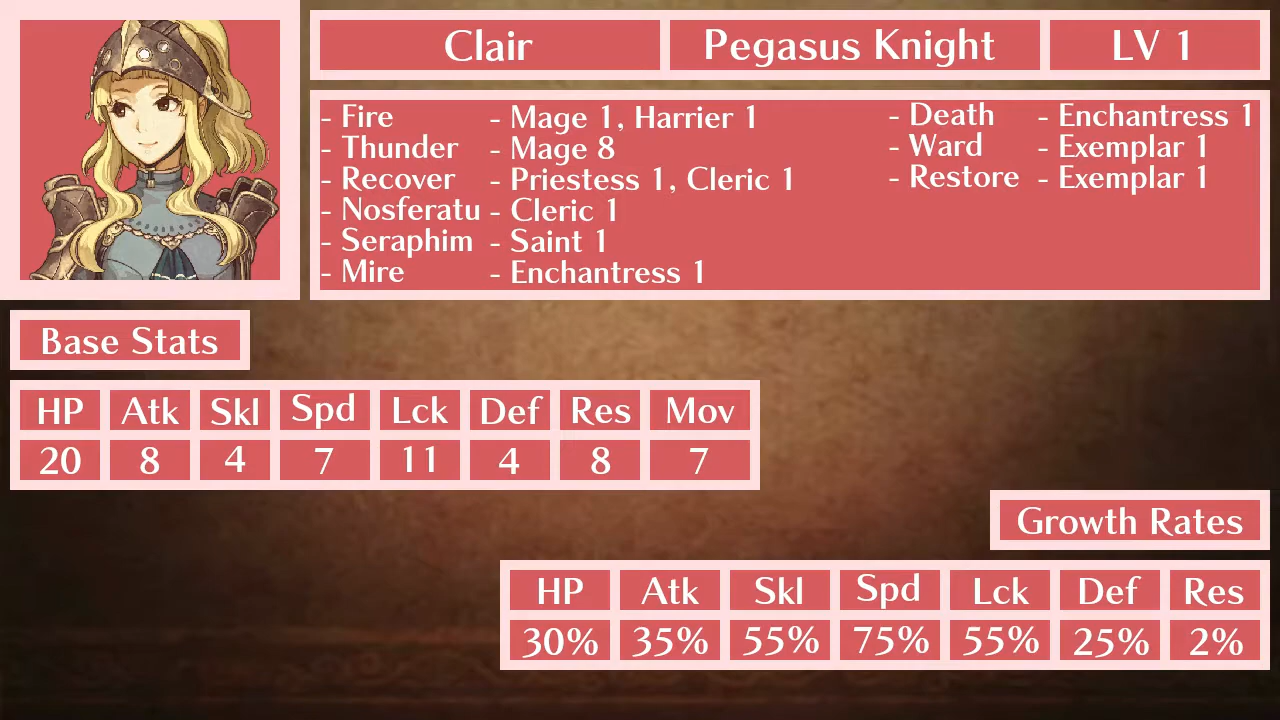 Clair Pegasus Knight LV 1
- Fire - Mage 1, Harrier 1 - Death - Enchantress 1
- Thunder - Mage 8 - Ward - Exemplar 1
- Recover - Priestess 1, Cleric 1 - Restore - Exemplar 1
- Nosferatu - Cleric 1
- Seraphim - Saint 1
- Mire - Enchantress 1
Base Stats
HP Atk Skl Spd Lck Def Res Mov
20 8 4 7 11 4 8 7
Growth Rates
HP Atk Skl Spd Lck Def Res
30% 35% 55% 75% 55% 25% 2%